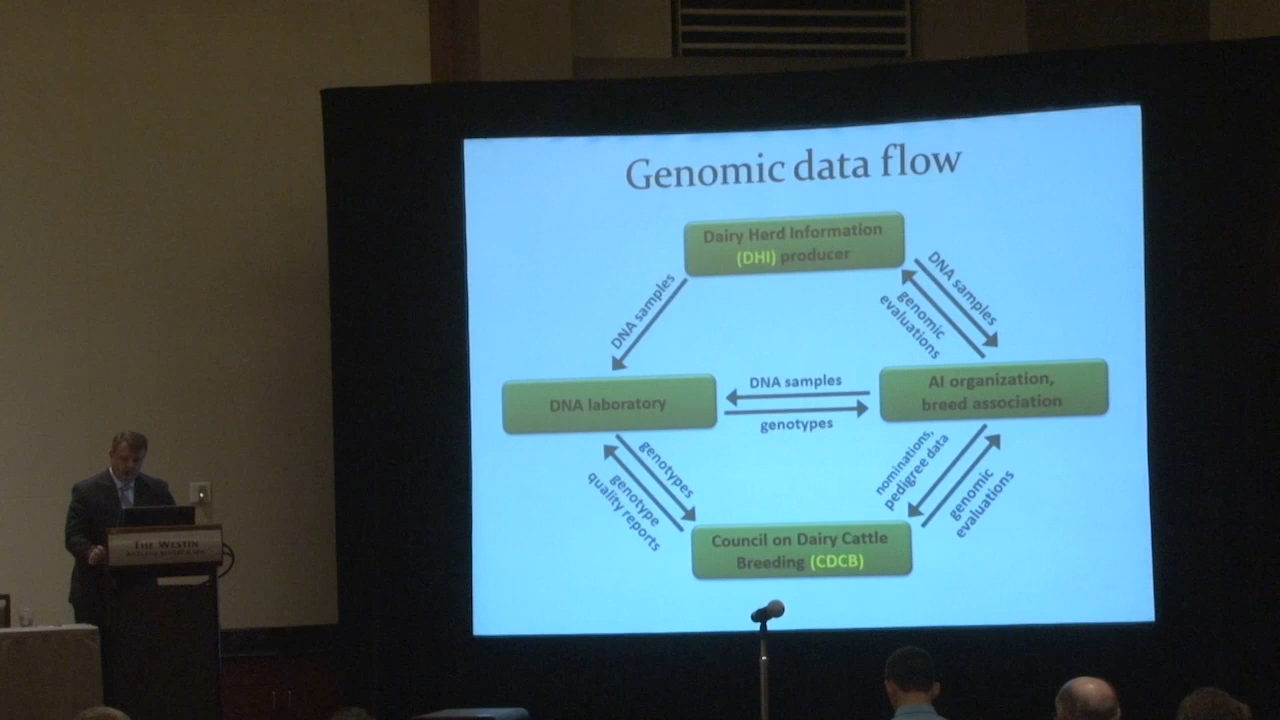 Genomic data flow
Dairy Herd Information
(DHI) producer
DNA samples
DNA samples
genomic
evaluations
DNA laboratory
DNA samples
genotypes
AI organization,
breed association
genotypes
genotype
quality reports
nominations,
pedigree data
genomic
evaluations
Council on Dairy Cattle
Breeding (CDCB)
THE WESTIN